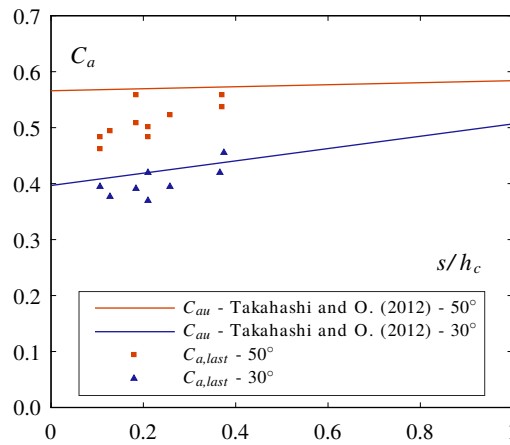 0.7
C_a
0.6
0.5
0.4
0.3
s/h_c
0.2
C_au - Takahashi and O. (2012) - 50°
C_au - Takahashi and O. (2012) - 30°
0.1
C_a,last - 50°
C_a,last - 30°
0
0 0.2 0.4 0.6 0.8 1